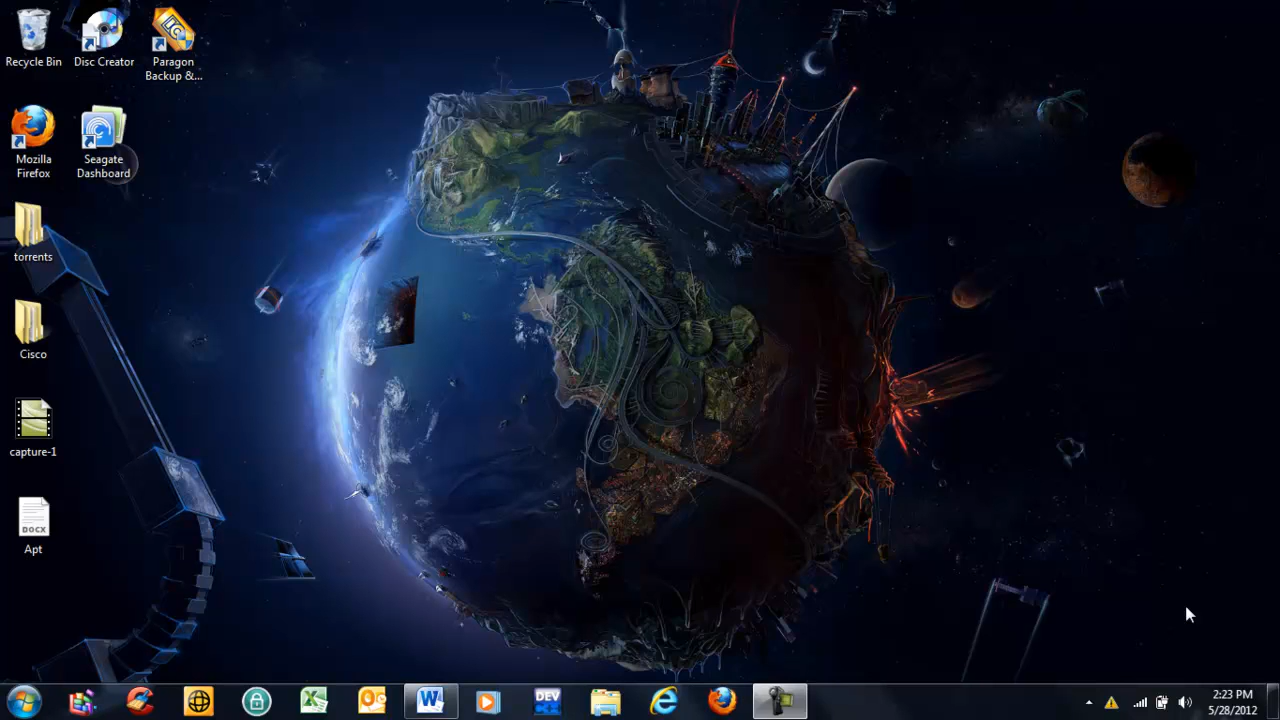 Recycle Bin
Disc Creator
Paragon
Backup &...
Mozilla
Firefox
Seagate
Dashboard
torrents
Cisco
capture-1
DOCX
Apt
DEV
2:23 PM
5/28/2012